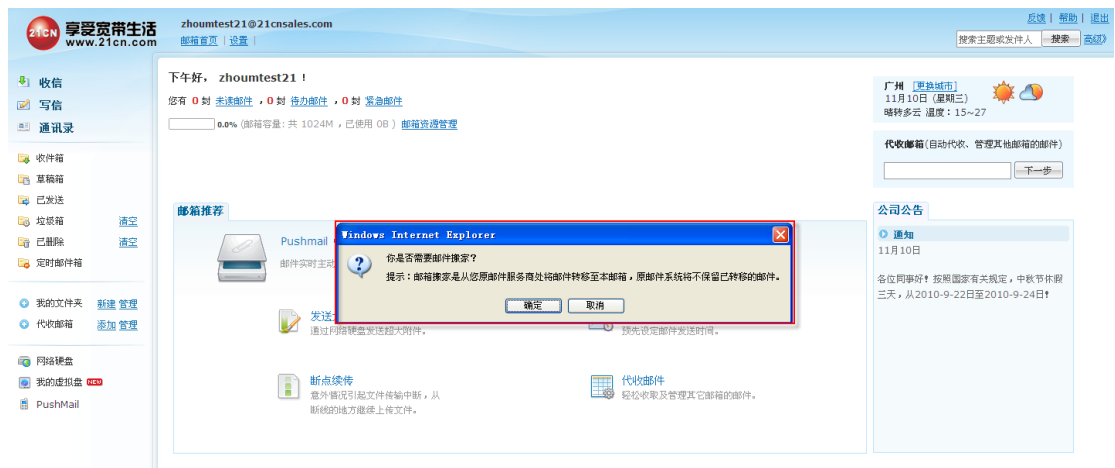 21CN 享受宽带生活
www.21cn.com
zhoumtest21@21cnsales.com
邮箱首页 | 设置 |
反馈 | 帮助 | 退出
搜索主题或发件人 搜索 高级
收信
写信
通讯录
收件箱
草稿箱
已发送
垃圾箱 清空
已删除 清空
定时邮件箱
我的文件夹 新建 管理
代收邮箱 添加 管理
网络硬盘
我的虚拟盘 NEW
PushMail
下午好， zhoumtest21！
您有 0 封 未读邮件 ，0 封 待办邮件 ，0 封 紧急邮件
0.0% (邮箱容量: 共 1024M ，已使用 0B ) 邮箱资源管理
邮箱推荐
Pushmail
邮件实时主动
Windows Internet Explorer
你是否需要邮件搬家？
提示：邮箱搬家是从您原邮件服务商处将邮件转移至本邮箱，原邮件系统将不保留已转移的邮件。
确定 取消
发送
通过网络硬盘发送超大附件。
预先设定邮件发送时间。
断点续传
意外情况引起文件传输中断，从
断线的地方继续上传文件。
代收邮件
轻松收取及管理其它邮箱的邮件。
广州 [更换城市]
11月10日 (星期三)
晴转多云 温度：15~27
代收邮箱(自动代收、管理其他邮箱的邮件)
下一步
公司公告
通知
11月10日
各位同事好！按照国家有关规定，中秋节休假
三天，从2010-9-22日至2010-9-24日！